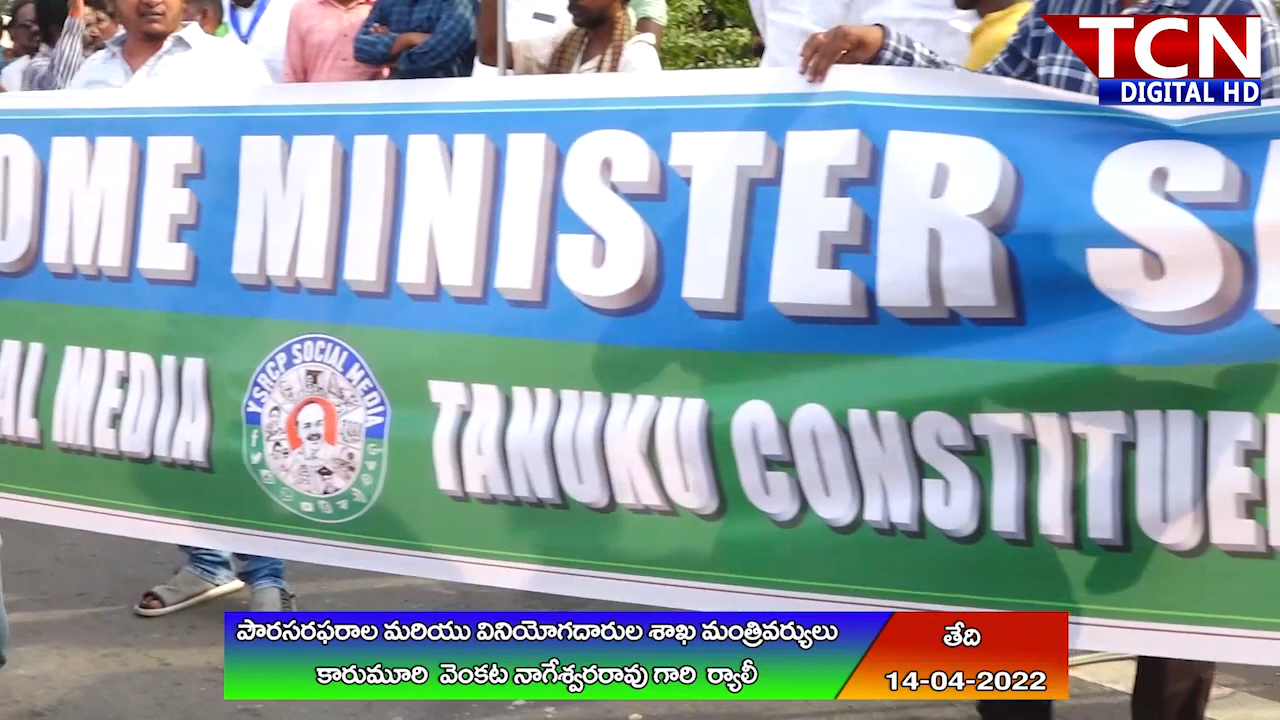 TCN
DIGITAL HD
OME MINISTER S
AL MEDIA
YSRCP SOCIAL MEDIA
TANUKU CONSTITUE
పౌరసరఫరాల మరియు వినియోగదారుల శాఖ మంత్రివర్యులు
కారుమూరి వెంకట నాగేశ్వరరావు గారి ర్యాలీ
తేది
14-04-2022